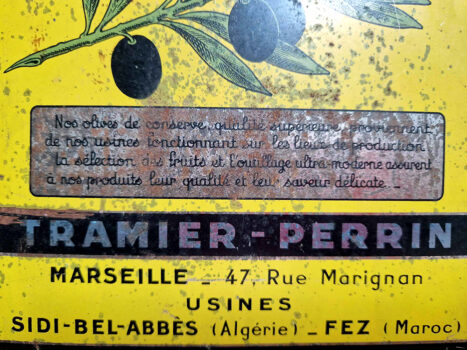 Nos olives de conserve, qualité supérieure, proviennent
de nos usines fonctionnant sur les lieux de production
la sélection des fruits et l'outillage ultra-moderne assurent
à nos produits leur qualité et leur saveur délicate._
TRAMIER-PERRIN
MARSEILLE _ 47, Rue Marignan
USINES
SIDI-BEL-ABBÈS (Algérie) _ FEZ (Maroc)